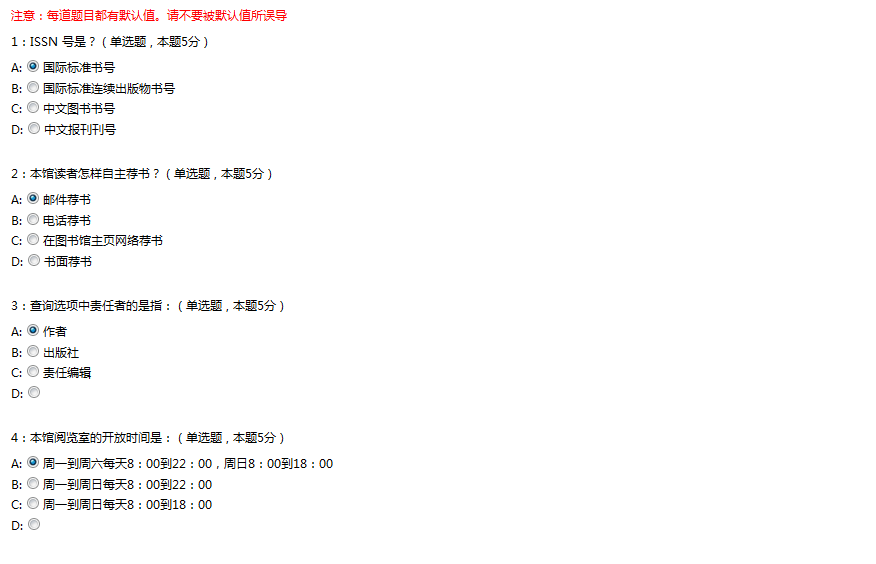 注意：每道题目都有默认值。请不要被默认值所误导
1：ISSN 号是？（单选题，本题5分）
A: 国际标准书号
B: 国际标准连续出版物书号
C: 中文图书书号
D: 中文报刊刊号
2：本馆读者怎样自主荐书？（单选题，本题5分）
A: 邮件荐书
B: 电话荐书
C: 在图书馆主页网络荐书
D: 书面荐书
3：查询选项中责任者的是指：（单选题，本题5分）
A: 作者
B: 出版社
C: 责任编辑
D:
4：本馆阅览室的开放时间是：（单选题，本题5分）
A: 周一到周六每天8：00到22：00，周日8：00到18：00
B: 周一到周日每天8：00到22：00
C: 周一到周日每天8：00到18：00
D: